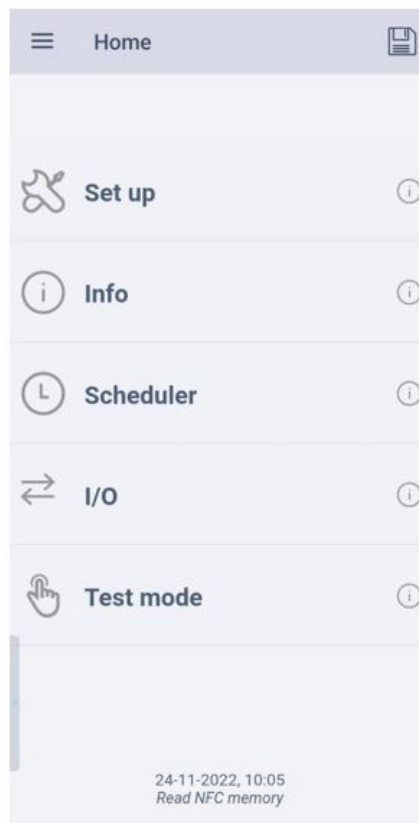 Home
Set up
Info
Scheduler
I/O
Test mode
24-11-2022, 10:05
Read NFC memory